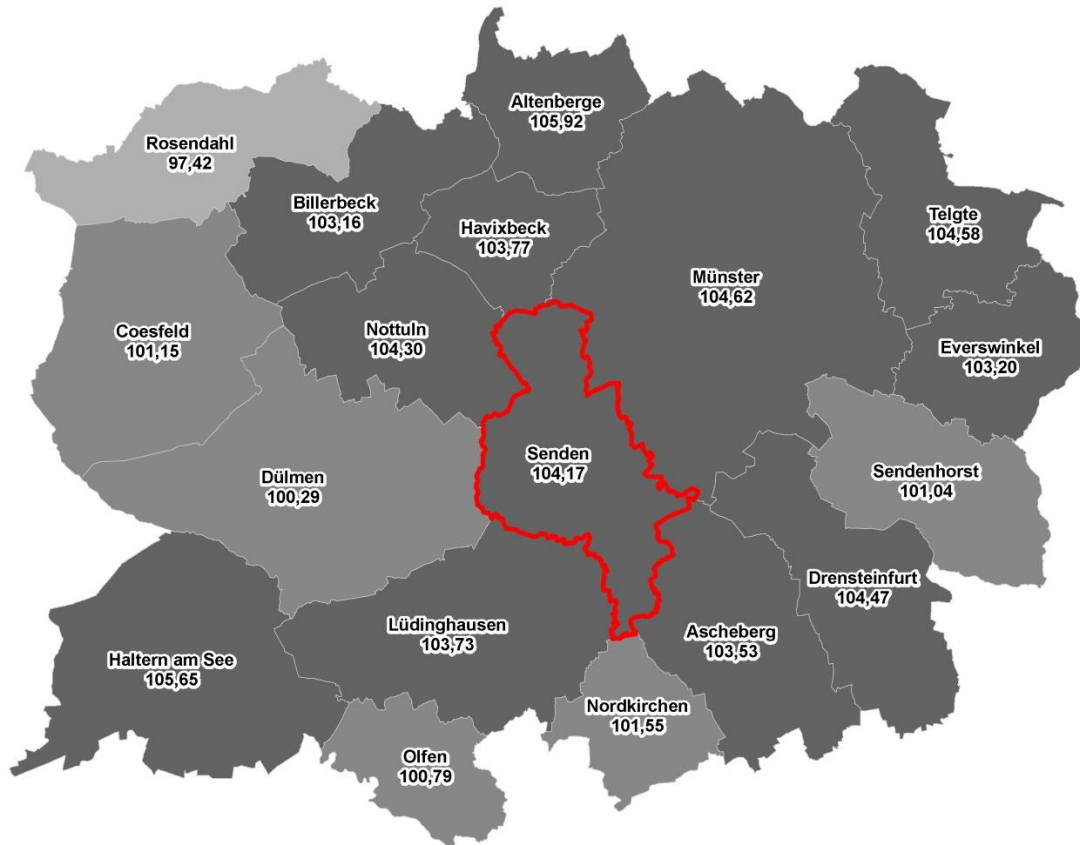 Altenberge
105,92
Rosendahl
97,42
Billerbeck
103,16
Havixbeck
103,77
Telgte
104,58
Münster
104,62
Coesfeld
101,15
Nottuln
104,30
Everswinkel
103,20
Senden
104,17
Dülmen
100,29
Sendenhorst
101,04
Drensteinfurt
104,47
Lüdinghausen
103,73
Ascheberg
103,53
Haltern am See
105,65
Nordkirchen
101,55
Olfen
100,79